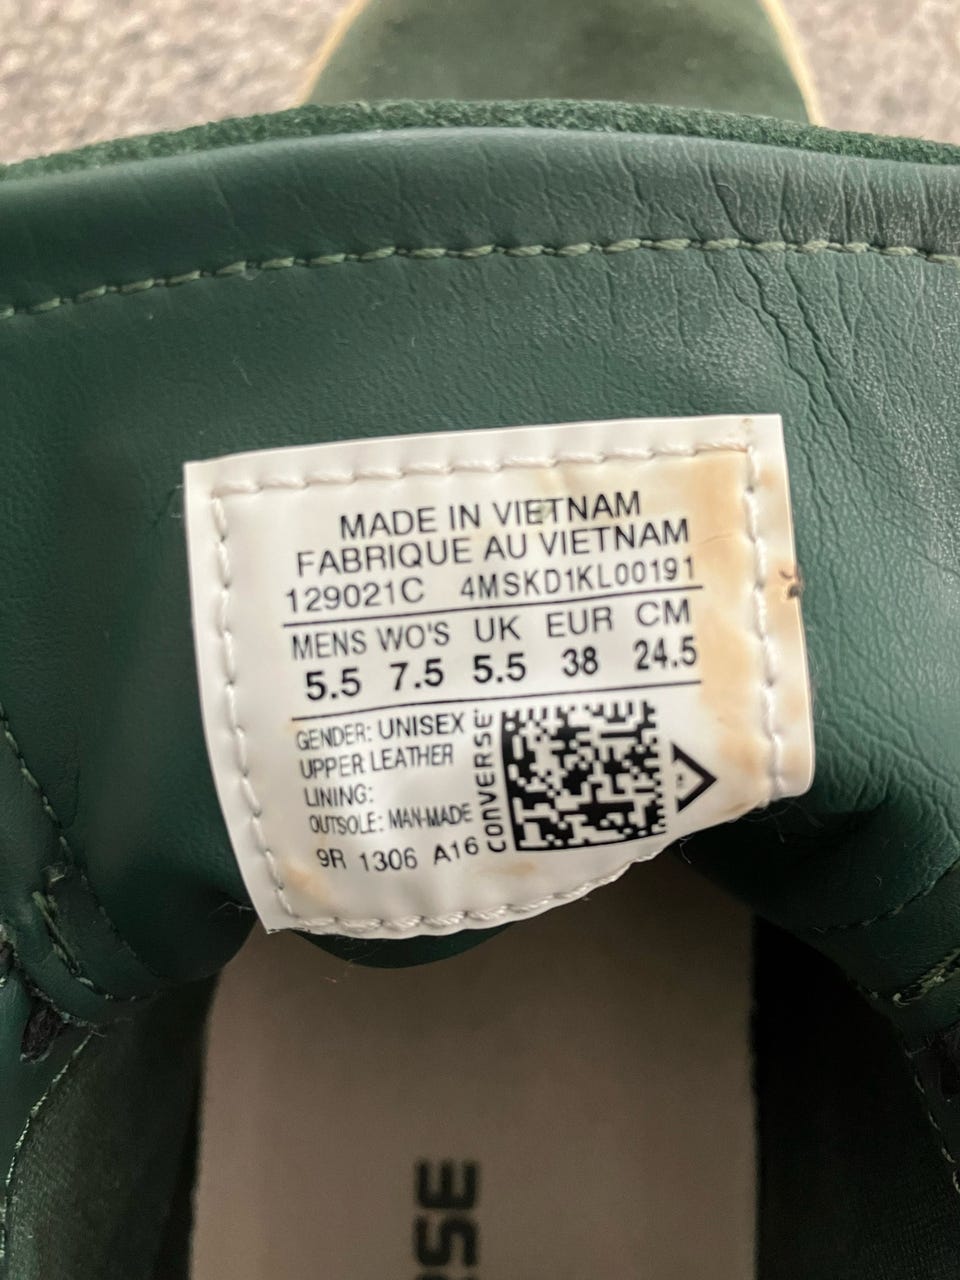 MADE IN VIETNAM
FABRIQUE AU VIETNAM
129021C 4MSKD1KL00191
MENS WO'S UK EUR CM
5.5 7.5 5.5 38 24.5
GENDER: UNISEX
UPPER LEATHER
LINING:
OUTSOLE: MAN-MADE
9R 1306 A16
CONVERSE
RSE